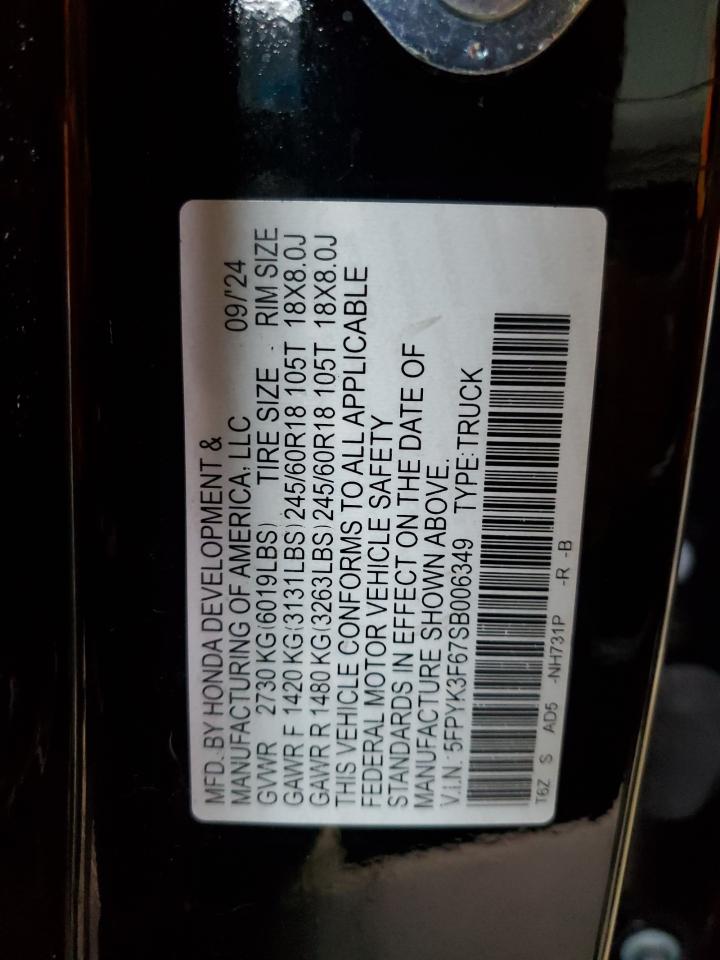 MFD. BY HONDA DEVELOPMENT &
MANUFACTURING OF AMERICA, LLC 09/'24
GVWR 2730 KG(6019LBS) TIRE SIZE RIM SIZE
GAWR F 1420 KG(3131LBS) 245/60R18 105T 18X8.0J
GAWR R 1480 KG(3263LBS) 245/60R18 105T 18X8.0J
THIS VEHICLE CONFORMS TO ALL APPLICABLE
FEDERAL MOTOR VEHICLE SAFETY
STANDARDS IN EFFECT ON THE DATE OF
MANUFACTURE SHOWN ABOVE.
V.I.N: 5FPYK3F67SB006349 TYPE: TRUCK
T6Z S AD5 -NH731P -R -B